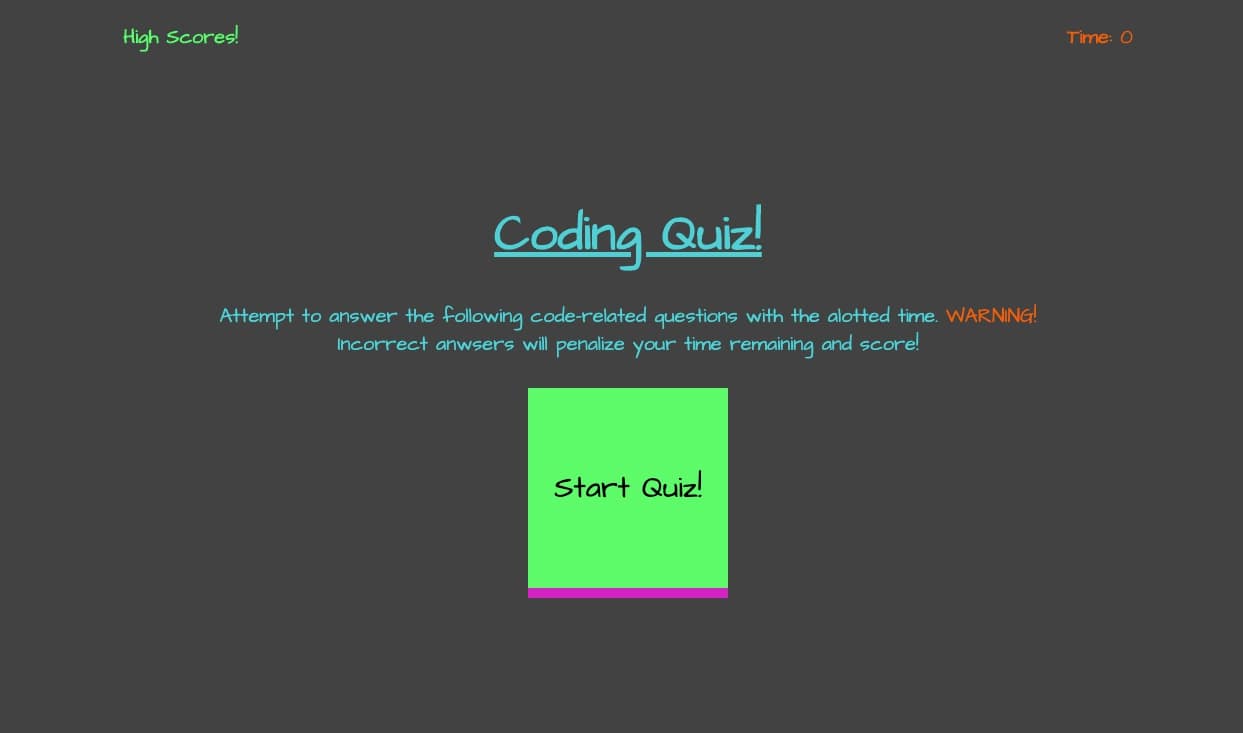 High Scores!
Time: 0
Coding Quiz!
Attempt to answer the following code-related questions with the alotted time. WARNING!
Incorrect anwsers will penalize your time remaining and score!
Start Quiz!